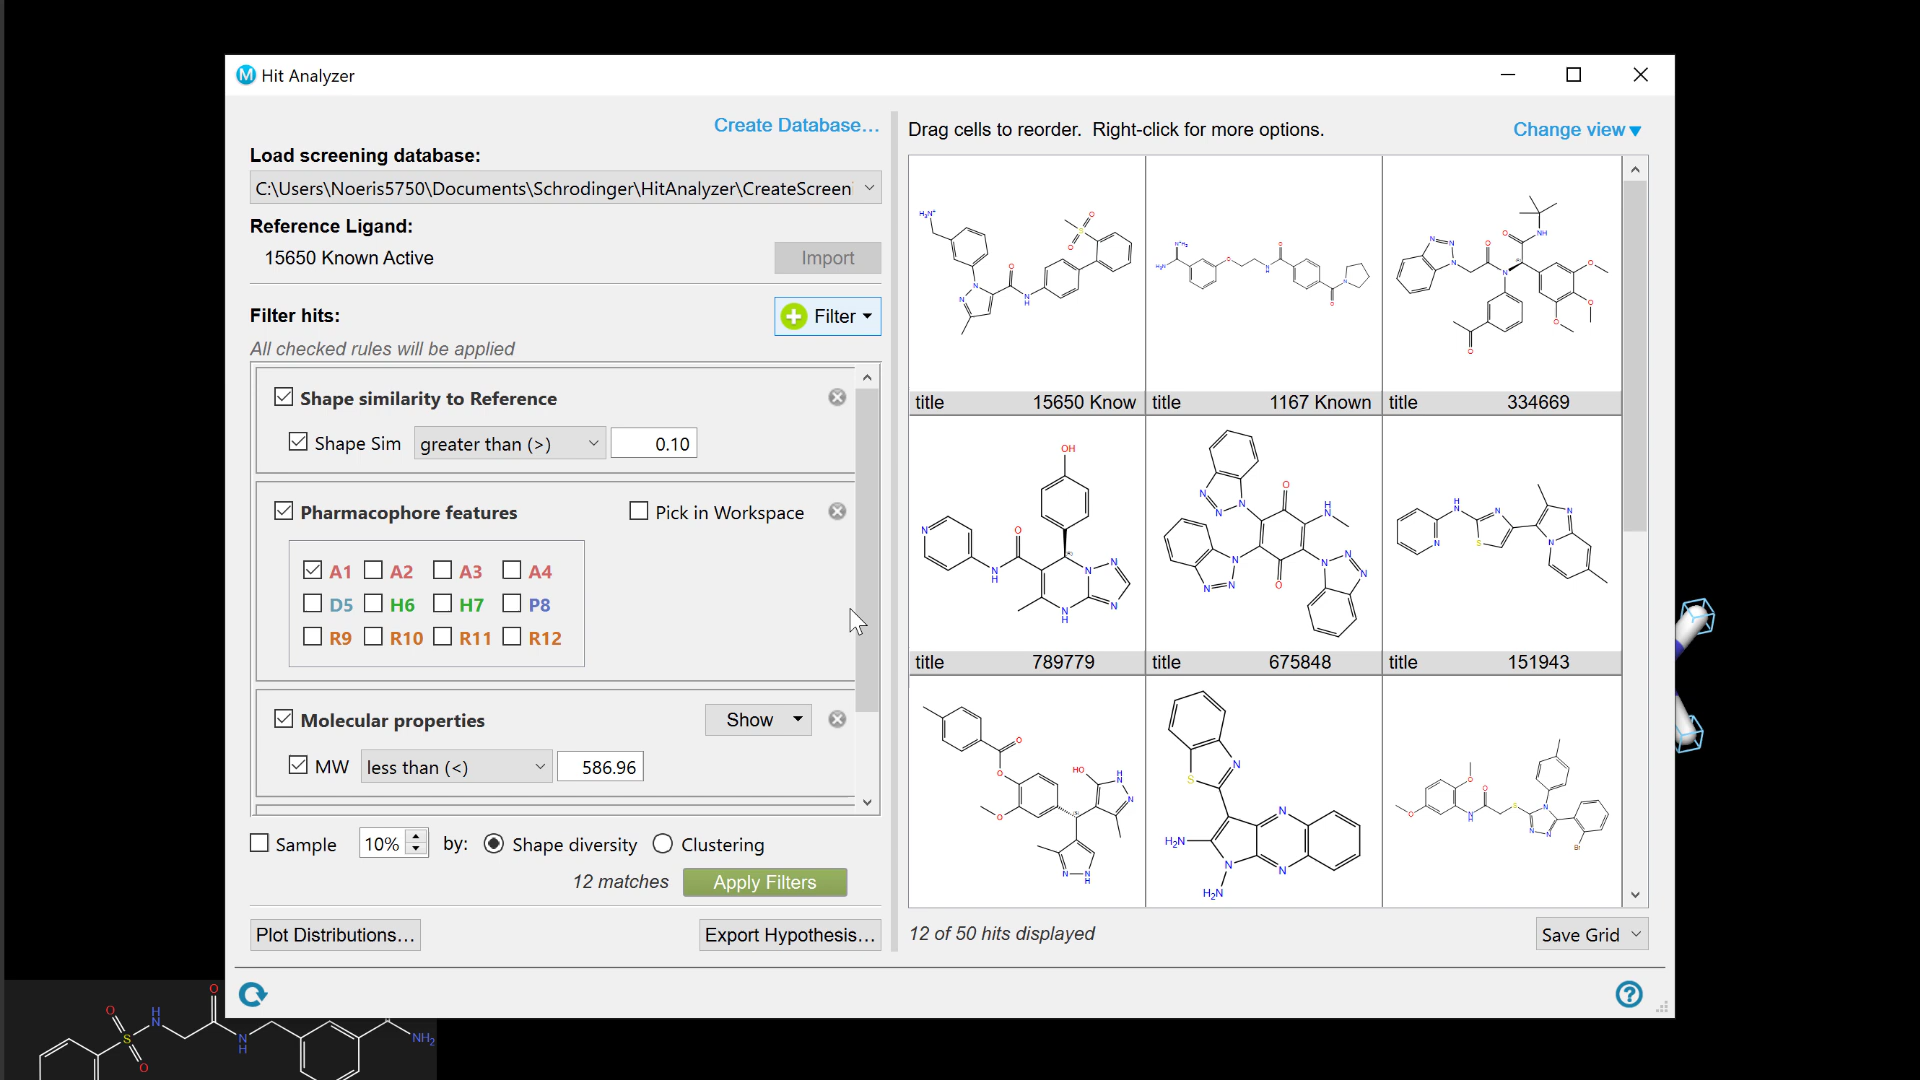 Hit Analyzer
Create Database...
Load screening database:
C:\Users\Noeris5750\Documents\Schrodinger\HitAnalyzer\CreateScreen
Reference Ligand:
15650 Known Active
Import
Filter hits:
Filter
All checked rules will be applied
Shape similarity to Reference
Shape Sim greater than (>) 0.10
Pharmacophore features
Pick in Workspace
A1 A2 A3 A4
D5 H6 H7 P8
R9 R10 R11 R12
Molecular properties
Show
MW less than (<) 586.96
Sample 10% by: Shape diversity Clustering
12 matches
Apply Filters
Plot Distributions...
Export Hypothesis...
Drag cells to reorder. Right-click for more options.
Change view
title 15650 Know
title 1167 Known
title 334669
title 789779
title 675848
title 151943
12 of 50 hits displayed
Save Grid